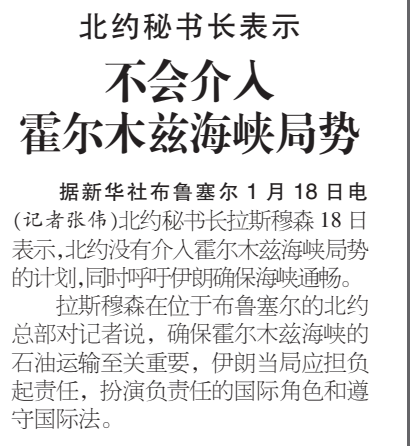 北约秘书长表示
不会介入
霍尔木兹海峡局势
据新华社布鲁塞尔1月18日电
(记者张伟)北约秘书长拉斯穆森18日
表示,北约没有介入霍尔木兹海峡局势
的计划,同时呼吁伊朗确保海峡通畅。
拉斯穆森在位于布鲁塞尔的北约
总部对记者说，确保霍尔木兹海峡的
石油运输至关重要，伊朗当局应担负
起责任，扮演负责任的国际角色和遵
守国际法。